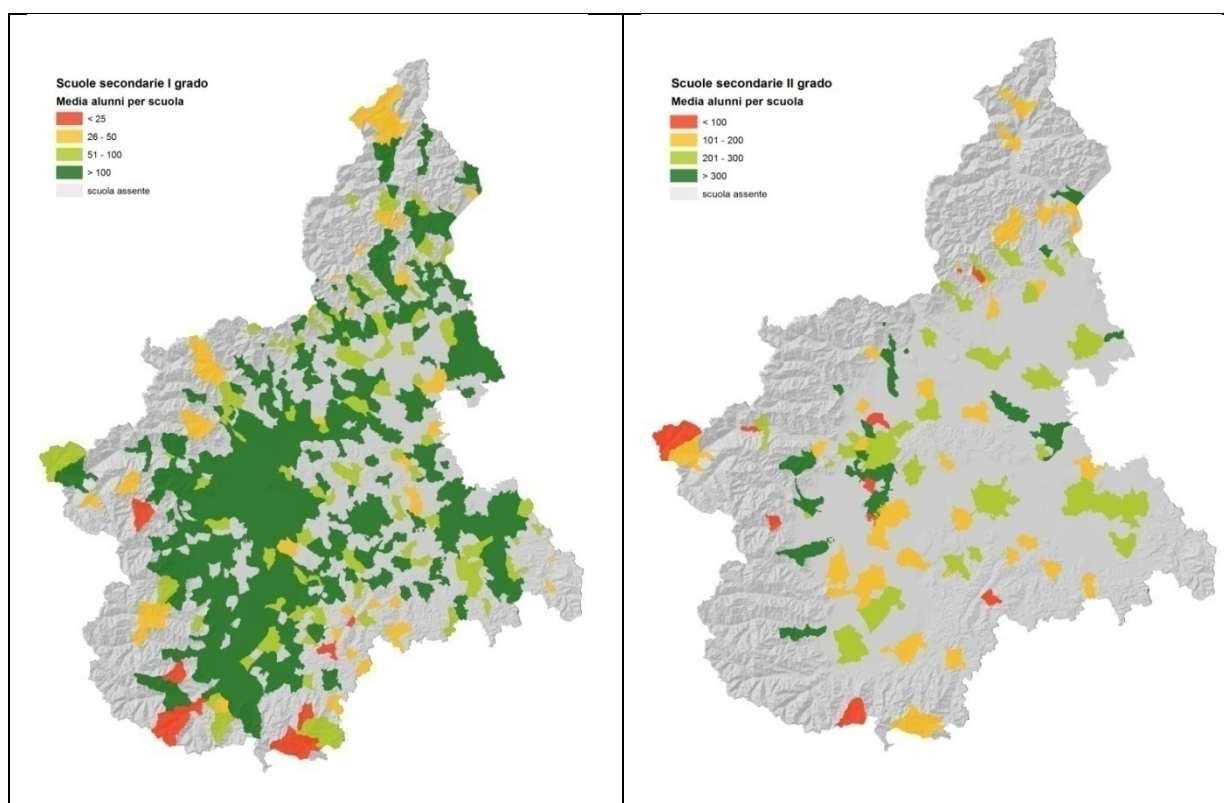 Scuole secondarie I grado
Media alunni per scuola
< 25
26 - 50
51 - 100
> 100
scuola assente
Scuole secondarie II grado
Media alunni per scuola
< 100
101 - 200
201 - 300
> 300
scuola assente